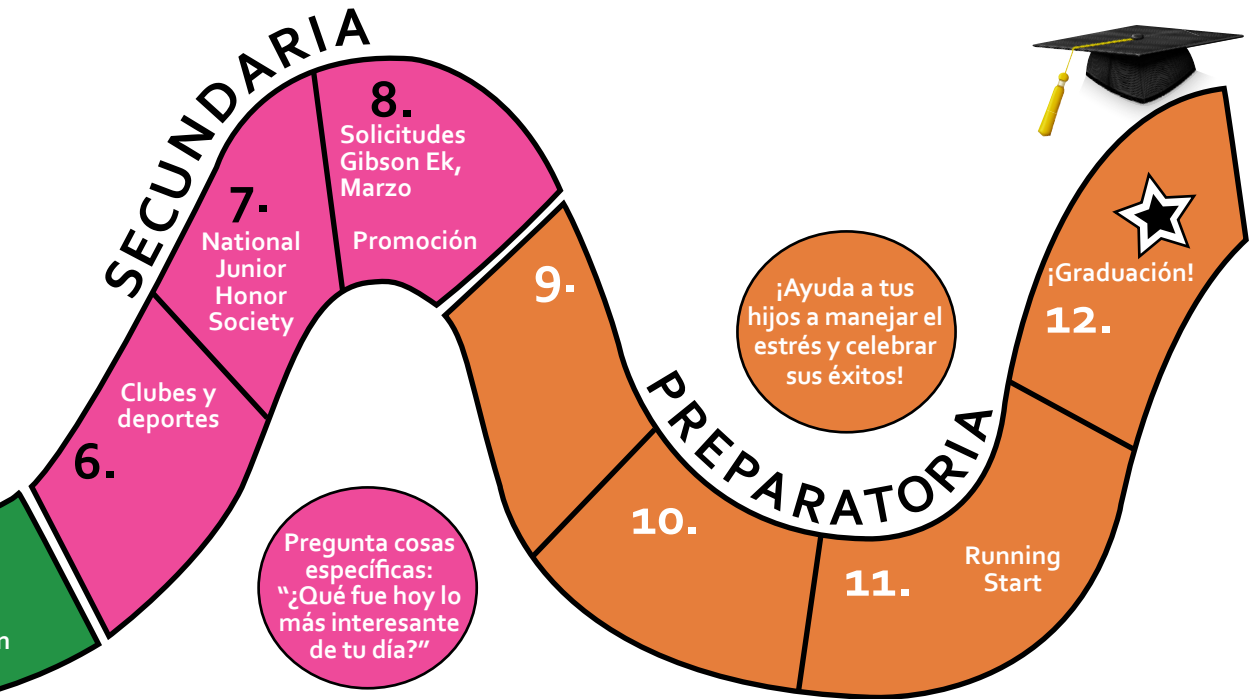 SECUNDARIA
6.
Clubes y
deportes
7.
National
Junior
Honor
Society
8.
Solicitudes
Gibson Ek,
Marzo
Promoción
Pregunta cosas
específicas:
“¿Qué fue hoy lo
más interesante
de tu día?”
PREPARATORIA
9.
10.
11.
Running
Start
¡Ayuda a tus
hijos a manejar el
estrés y celebrar
sus éxitos!
¡Graduación!
12.